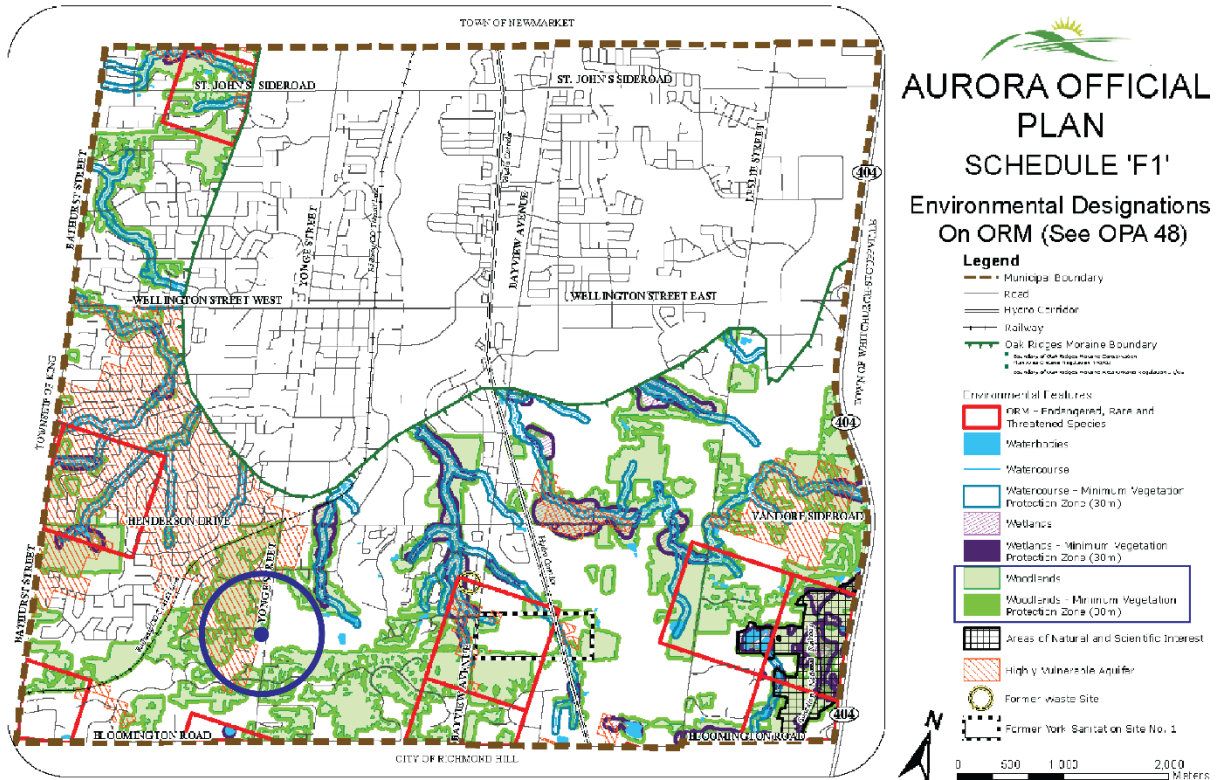 TOWN OF NEWMARKET
ST. JOHN'S SIDEROAD
ST. JOHN'S SIDEROAD
BATHURST STREET
YONGE STREET
Hydro Corridor
BAYVIEW AVENUE
LESLIE STREET
404
WELLINGTON STREET WEST
WELLINGTON STREET EAST
TOWNSHIP OF KING
TOWN OF WHITCHURCH-STOUFFVILLE
404
HENDERSON DRIVE
VANDORF SIDEROAD
BATHURST STREET
YONGE STREET
Hydro Corridor
BAYVIEW AVENUE
404
BLOOMINGTON ROAD
BLOOMINGTON ROAD
CITY OF RICHMOND HILL
AURORA OFFICIAL
PLAN
SCHEDULE 'F1'
Environmental Designations
On ORM (See OPA 48)
Legend
Municipal Boundary
Road
Hydro Corridor
Railway
Oak Ridges Moraine Boundary
Environmental Features
ORM - Endangered, Rare and
Threatened Species
Waterbodies
Watercourse
Watercourse - Minimum Vegetation
Protection Zone (30m)
Wetlands
Wetlands - Minimum Vegetation
Protection Zone (30m)
Woodlands
Woodlands - Minimum Vegetation
Protection Zone (30m)
Areas of Natural and Scientific Interest
Highly Vulnerable Aquifer
Former Waste Site
Former York Sanitation Site No. 1
N
0 500 1 000 2,000
Meters